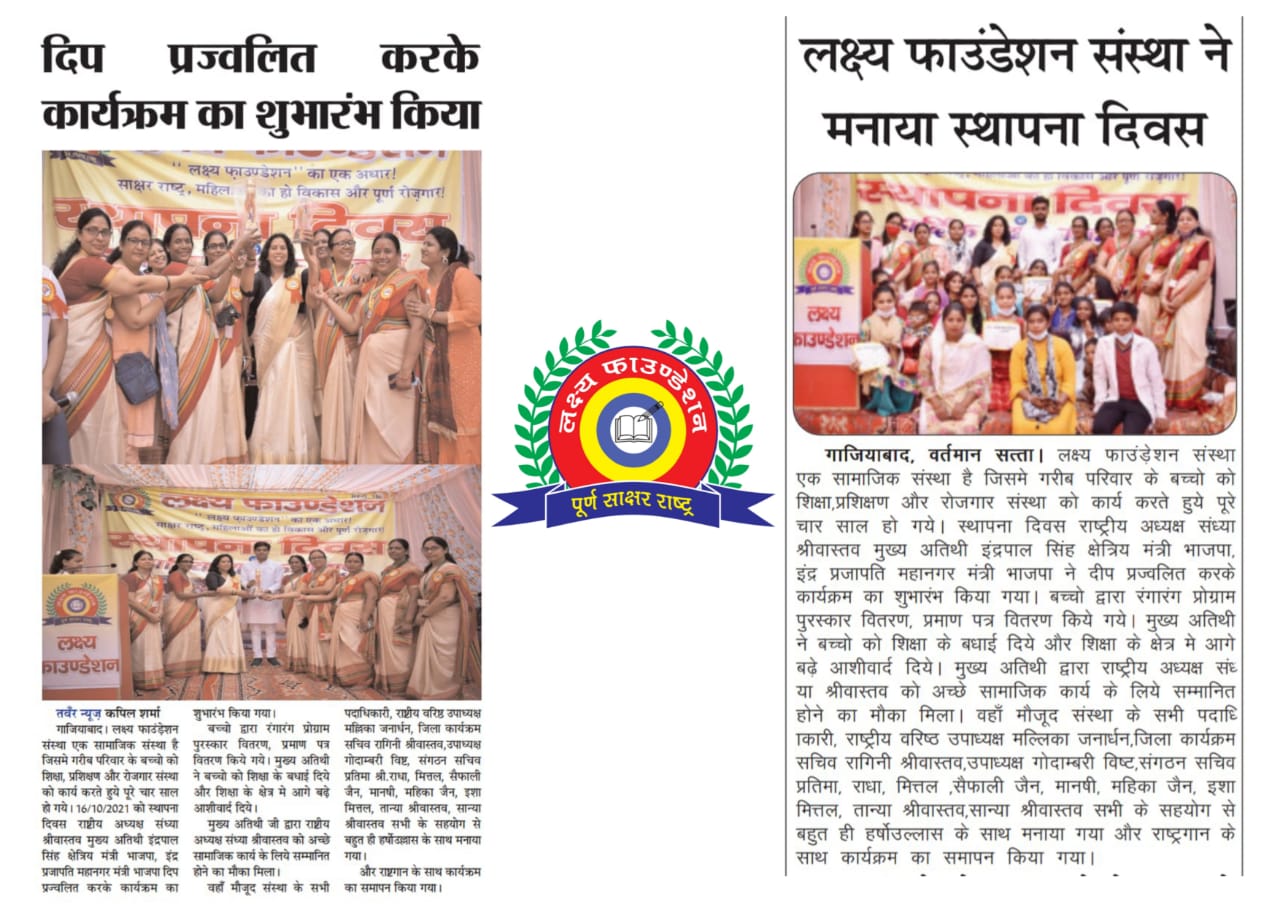 दिप प्रज्वलित करके
कार्यक्रम का शुभारंभ किया
'' लक्ष्य फ़ाउण्डेशन'' का एक अधार!
साक्षर राष्ट्र, महिल का हो विकास और पूर्ण रोज़गार!
स्थापना दिवस
लक्ष्य फाउण्डेशन
'' लक्ष्य फ़ाउण्डेशन'' का एक अधार!
साक्षर राष्ट्र, महिलाओं का हो विकास और पूर्ण रोज़गार!
स्थापना दिवस
लक्ष्य
फाउण्डेशन
तवँर न्यूज़ कपिल शर्मा
गाजियाबाद। लक्ष्य फाउंडेशन
संस्था एक सामाजिक संस्था है
जिसमे गरीब परिवार के बच्चो को
शिक्षा, प्रशिक्षण और रोजगार संस्था
को कार्य करते हुये पूरे चार साल
हो गये। 16/10/2021 को स्थापना
दिवस राष्ट्रीय अध्यक्ष संध्या
श्रीवास्तव मुख्य अतिथी इंद्रपाल
सिंह क्षेत्रिय मंत्री भाजपा, इंद्र
प्रजापति महानगर मंत्री भाजपा दिप
प्रज्वलित करके कार्यक्रम का
शुभारंभ किया गया।
बच्चो द्वारा रंगारंग प्रोग्राम
पुरस्कार वितरण, प्रमाण पत्र
वितरण किये गये। मुख्य अतिथी
ने बच्चो को शिक्षा के बधाई दिये
और शिक्षा के क्षेत्र मे आगे बढ़े
आशीवार्द दिये।
मुख्य अतिथी जी द्वारा राष्ट्रीय
अध्यक्ष संध्या श्रीवास्तव को अच्छे
सामाजिक कार्य के लिये सम्मानित
होने का मौका मिला।
वहाँ मौजूद संस्था के सभी
पदाधिकारी, राष्ट्रीय वरिष्ठ उपाध्यक्ष
मल्लिका जनार्धन, जिला कार्यक्रम
सचिव रागिनी श्रीवास्तव,उपाध्यक्ष
गोदाम्बरी विष्ट, संगठन सचिव
प्रतिमा श्री.राधा, मित्तल, सैफाली
जैन, मानषी, महिका जैन, इशा
मित्तल, तान्या श्रीवास्तव, सान्या
श्रीवास्तव सभी के सहयोग से
बहुत ही हर्षोउल्लास के साथ मनाया
गया।
और राष्ट्रगान के साथ कार्यक्रम
का समापन किया गया।
लक्ष्य फाउण्डेशन
पूर्ण साक्षर राष्ट्र
लक्ष्य फाउंडेशन संस्था ने
मनाया स्थापना दिवस
स्थापना दिवस
लक्ष्य
फाउण्डेशन
गाजियाबाद, वर्तमान सत्ता। लक्ष्य फाउंड़ेशन संस्था
एक सामाजिक संस्था है जिसमे गरीब परिवार के बच्चो को
शिक्षा,प्रशिक्षण और रोजगार संस्था को कार्य करते हुये पूरे
चार साल हो गये। स्थापना दिवस राष्ट्रीय अध्यक्ष संध्या
श्रीवास्तव मुख्य अतिथी इंद्रपाल सिंह क्षेत्रिय मंत्री भाजपा,
इंद्र प्रजापति महानगर मंत्री भाजपा ने दीप प्रज्वलित करके
कार्यक्रम का शुभारंभ किया गया। बच्चो द्वारा रंगारंग प्रोग्राम
पुरस्कार वितरण, प्रमाण पत्र वितरण किये गये। मुख्य अतिथी
ने बच्चो को शिक्षा के बधाई दिये और शिक्षा के क्षेत्र मे आगे
बढ़े आशीवार्द दिये। मुख्य अतिथी द्वारा राष्ट्रीय अध्यक्ष संध
या श्रीवास्तव को अच्छे सामाजिक कार्य के लिये सम्मानित
होने का मौका मिला। वहाँ मौजूद संस्था के सभी पदाधि
ाकारी, राष्ट्रीय वरिष्ठ उपाध्यक्ष मल्लिका जनार्धन,जिला कार्यक्रम
सचिव रागिनी श्रीवास्तव,उपाध्यक्ष गोदाम्बरी विष्ट,संगठन सचिव
प्रतिमा, राधा, मित्तल ,सैफाली जैन, मानषी, महिका जैन, इशा
मित्तल, तान्या श्रीवास्तव,सान्या श्रीवास्तव सभी के सहयोग से
बहुत ही हर्षोउल्लास के साथ मनाया गया और राष्ट्रगान के
साथ कार्यक्रम का समापन किया गया।